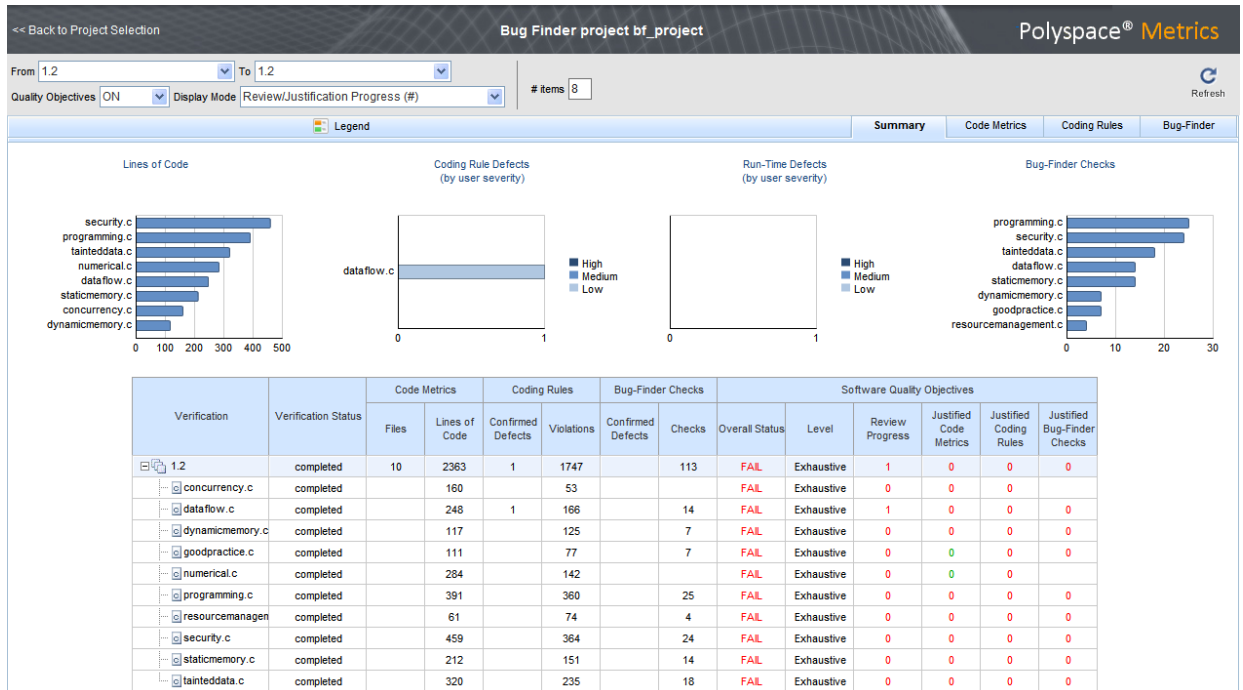 << Back to Project Selection
Bug Finder project bf_project
Polyspace® Metrics
From 1.2 To 1.2
# items 8
Refresh
Quality Objectives ON Display Mode Review/Justification Progress (#)
Legend
Summary Code Metrics Coding Rules Bug-Finder
Lines of Code
security.c
programming.c
tainteddata.c
numerical.c
dataflow.c
staticmemory.c
concurrency.c
dynamicmemory.c
0 100 200 300 400 500
Coding Rule Defects
(by user severity)
dataflow.c
High
Medium
Low
0 1
Run-Time Defects
(by user severity)
High
Medium
Low
0 1
Bug-Finder Checks
programming.c
security.c
tainteddata.c
dataflow.c
staticmemory.c
dynamicmemory.c
goodpractice.c
resourcemanagement.c
0 10 20 30
Verification Verification Status Code Metrics Coding Rules Bug-Finder Checks Software Quality Objectives
Files Lines of Code Confirmed Defects Violations Confirmed Defects Checks Overall Status Level Review Progress Justified Code Metrics Justified Coding Rules Justified Bug-Finder Checks
1.2 completed 10 2363 1 1747 113 FAIL Exhaustive 1 0 0 0
c concurrency.c completed 160 53 FAIL Exhaustive 0 0 0
c dataflow.c completed 248 1 166 14 FAIL Exhaustive 1 0 0 0
c dynamicmemory.c completed 117 125 7 FAIL Exhaustive 0 0 0 0
c goodpractice.c completed 111 77 7 FAIL Exhaustive 0 0 0 0
c numerical.c completed 284 142 FAIL Exhaustive 0 0 0
c programming.c completed 391 360 25 FAIL Exhaustive 0 0 0 0
c resourcemanagen completed 61 74 4 FAIL Exhaustive 0 0 0 0
c security.c completed 459 364 24 FAIL Exhaustive 0 0 0 0
c staticmemory.c completed 212 151 14 FAIL Exhaustive 0 0 0 0
c tainteddata.c completed 320 235 18 FAIL Exhaustive 0 0 0 0